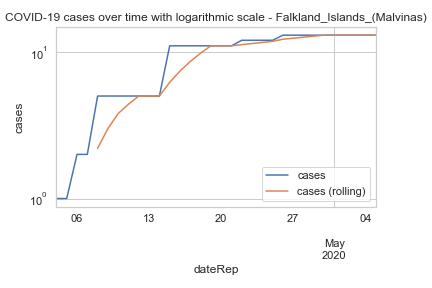 COVID-19 cases over time with logarithmic scale - Falkland_Islands_(Malvinas)
10¹
cases
10⁰
cases
cases (rolling)
06 13 20 27 04
May
2020
dateRep